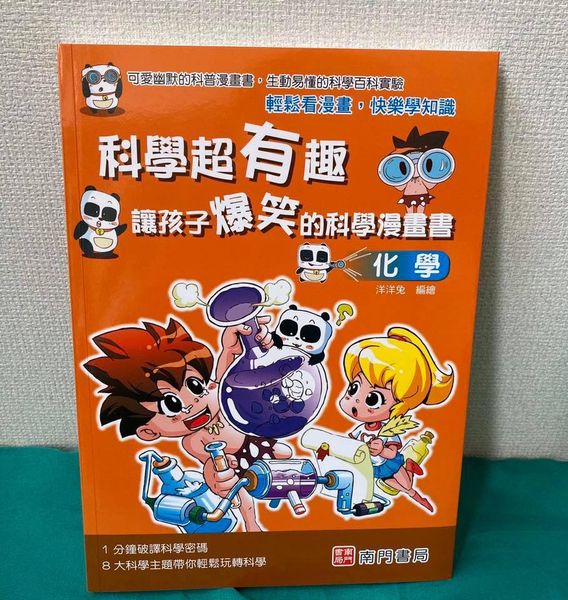 可愛幽默的科普漫畫書，生動易懂的科學百科實驗
輕鬆看漫畫，快樂學知識
科學超有趣
讓孩子爆笑的科學漫畫書
化學
洋洋兔 編繪
?
1 分鐘破譯科學密碼
8 大科學主題帶你輕鬆玩轉科學
南門書局
南門書局